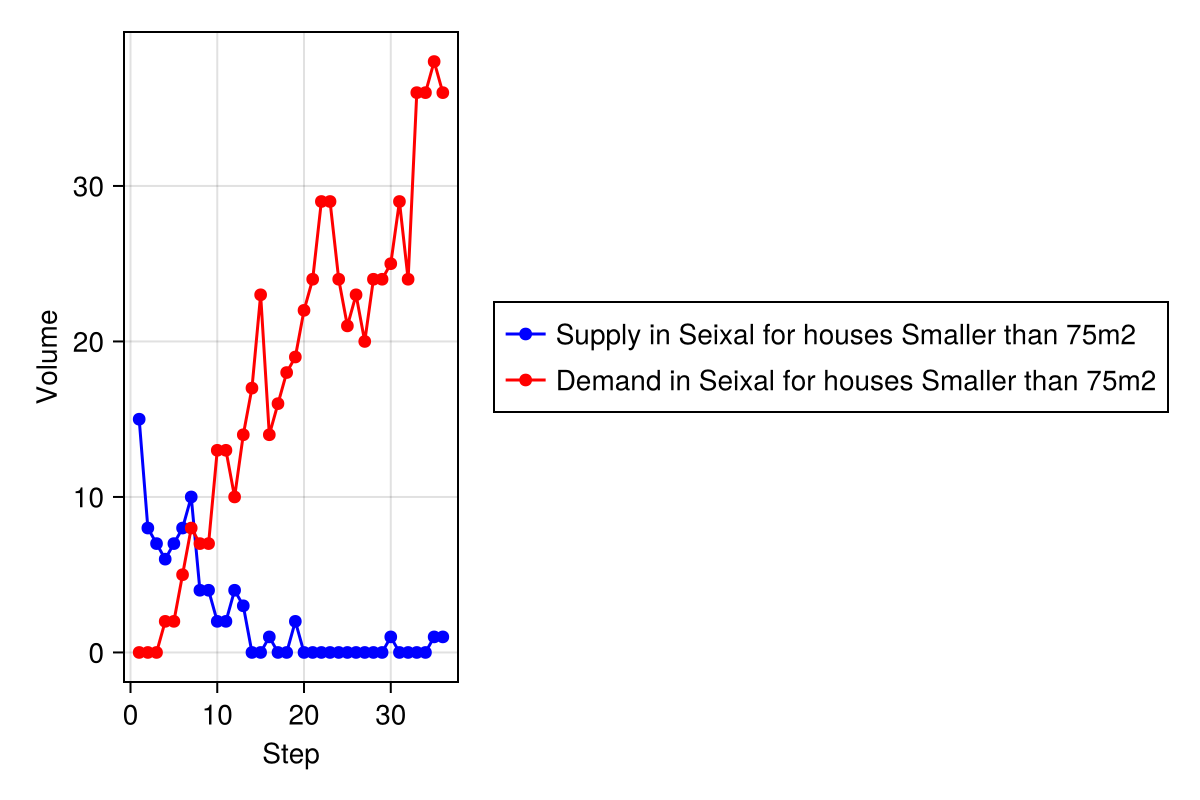 30
20
10
0
Volume
0 10 20 30
Step
Supply in Seixal for houses Smaller than 75m2
Demand in Seixal for houses Smaller than 75m2